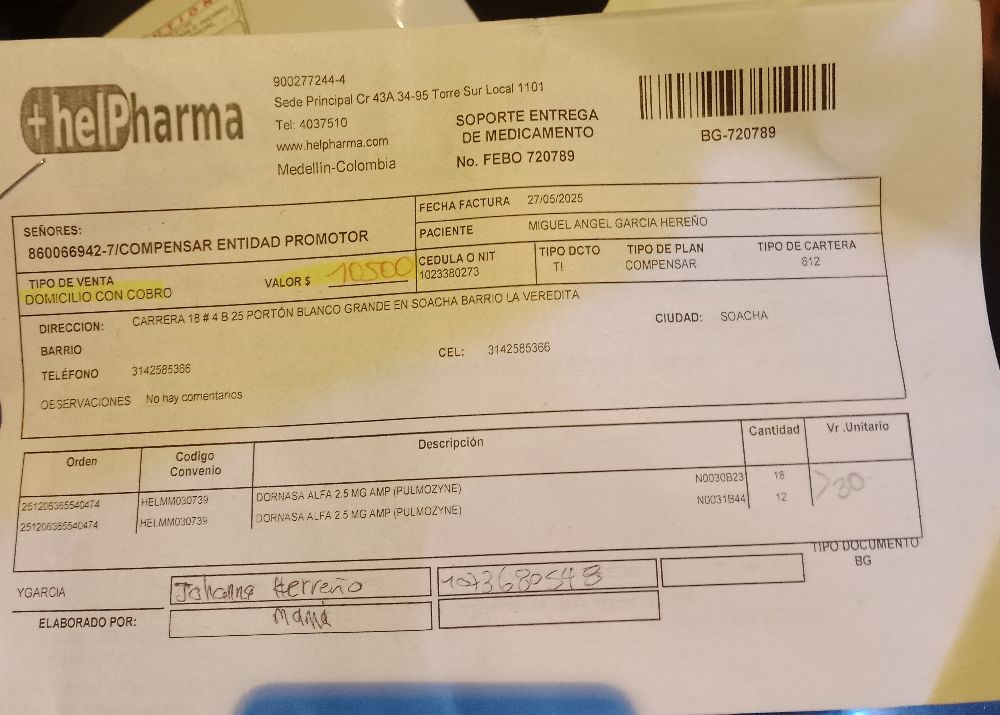 +helPharma
900277244-4
Sede Principal Cr 43A 34-95 Torre Sur Local 1101
Tel: 4037510
www.helpharma.com
Medellín-Colombia
SOPORTE ENTREGA
DE MEDICAMENTO
No. FEBO 720789
BG-720789
SEÑORES:
860066942-7/COMPENSAR ENTIDAD PROMOTOR
FECHA FACTURA 27/05/2025
PACIENTE MIGUEL ANGEL GARCIA HEREÑO
TIPO DE VENTA
DOMICILIO CON COBRO
VALOR $ 10500
CEDULA O NIT
1023380273
TIPO DCTO
TI
TIPO DE PLAN
COMPENSAR
TIPO DE CARTERA
812
DIRECCION: CARRERA 18 # 4 B 25 PORTÓN BLANCO GRANDE EN SOACHA BARRIO LA VEREDITA
CIUDAD: SOACHA
BARRIO
TELÉFONO 3142585366
CEL: 3142585366
OBSERVACIONES No hay comentarios
Orden Codigo Convenio Descripción Cantidad Vr .Unitario
251206365540474 HELMM030739 DORNASA ALFA 2.5 MG AMP (PULMOZYNE) N0030B23 18
251206365540474 HELMM030739 DORNASA ALFA 2.5 MG AMP (PULMOZYNE) N0031B44 12
30
TIPO DOCUMENTO
BG
YGARCIA
Johanna Herreño
1073680548
ELABORADO POR:
Mamá